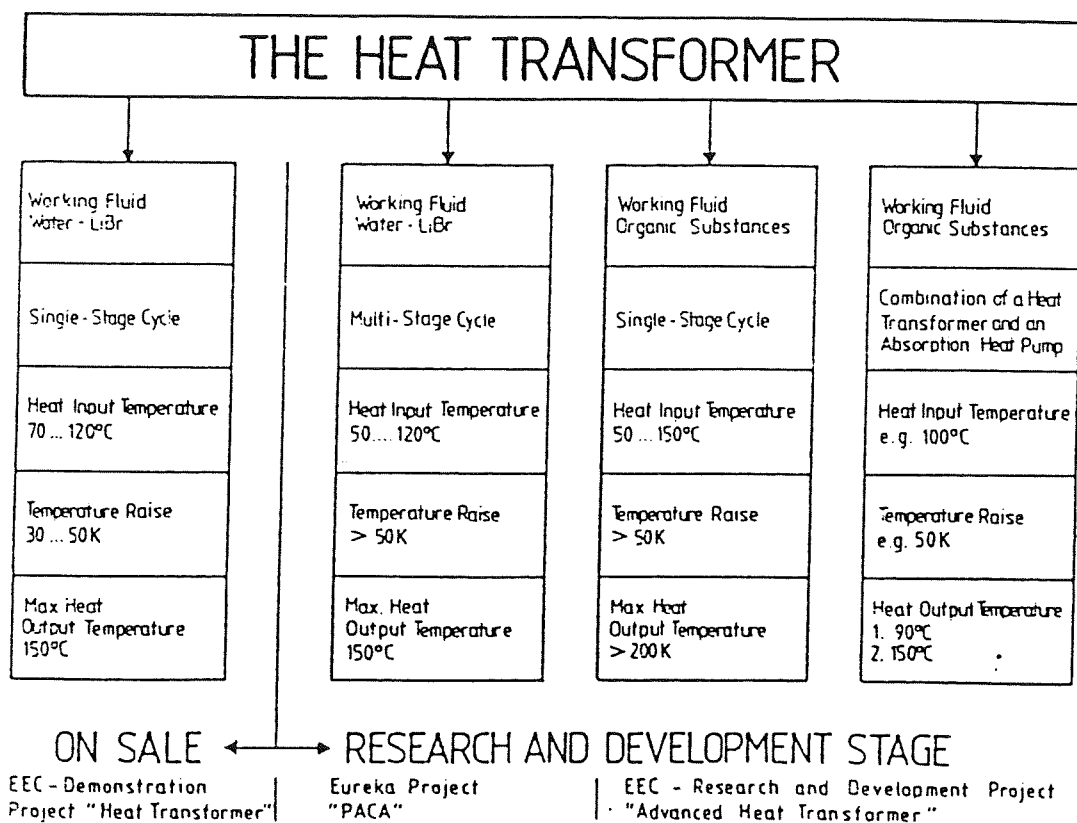 THE HEAT TRANSFORMER
Working Fluid
Water - LiBr
Single - Stage Cycle
Heat Input Temperature
70 ... 120°C
Temperature Raise
30 ... 50K
Max Heat
Output Temperature
150°C
Working Fluid
Water - LiBr
Multi - Stage Cycle
Heat Input Temperature
50.... 120°C
Temperature Raise
> 50K
Max. Heat
Output Temperature
150°C
Working Fluid
Organic Substances
Single - Stage Cycle
Heat Input Temperature
50 ... 150°C
Temperature Raise
> 50K
Max Heat
Output Temperature
> 200K
Working Fluid
Organic Substances
Combination of a Heat
Transformer and an
Absorption Heat Pump
Heat Input Temperature
e.g. 100°C
Temperature Raise
e.g. 50K
Heat Output Temperature
1. 90°C
2. 150°C
ON SALE
RESEARCH AND DEVELOPMENT STAGE
EEC - Demonstration
Project "Heat Transformer"
Eureka Project
"PACA"
EEC - Research and Development Project
"Advanced Heat Transformer"